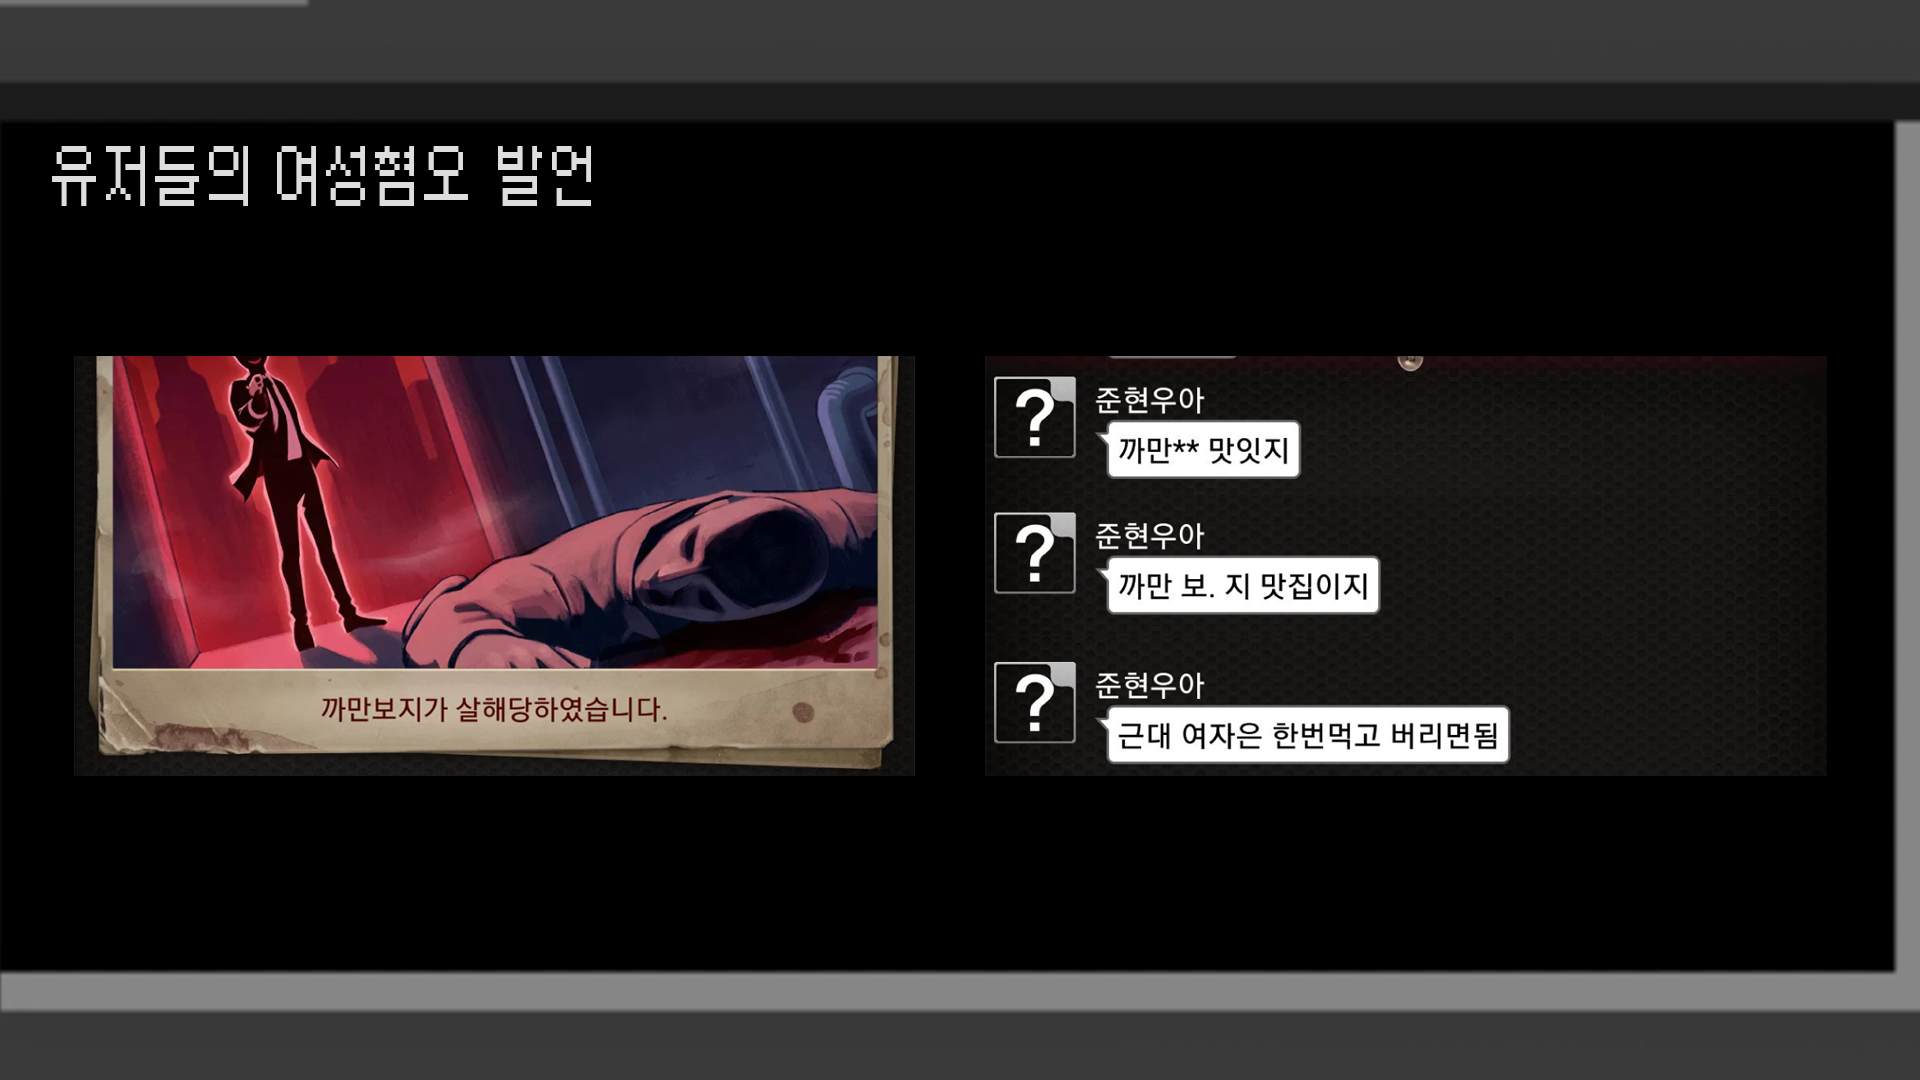 유저들의 여성혐오 발언
까만보지가 살해당하였습니다.
?
준현우아
까만** 맛잇지
?
준현우아
까만 보. 지 맛집이지
?
준현우아
근대 여자은 한번먹고 버리면됨